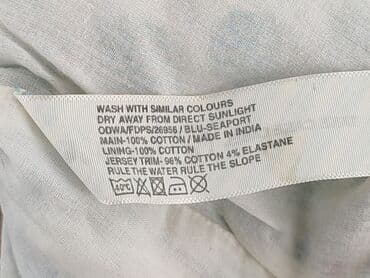 WASH WITH SIMILAR COLOURS
DRY AWAY FROM DIRECT SUNLIGHT
ODWA/FDPS/26956/BLU-SEAPORT
MAIN-100% COTTON / MADE IN INDIA
LINING-100% COTTON
JERSEY TRIM- 96% COTTON 4% ELASTANE
RULE THE WATER RULE THE SLOPE
40°C